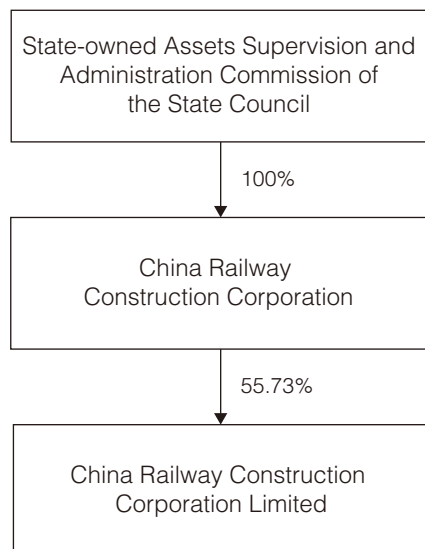 State-owned Assets Supervision and
Administration Commission of
the State Council
100%
China Railway
Construction Corporation
55.73%
China Railway Construction
Corporation Limited